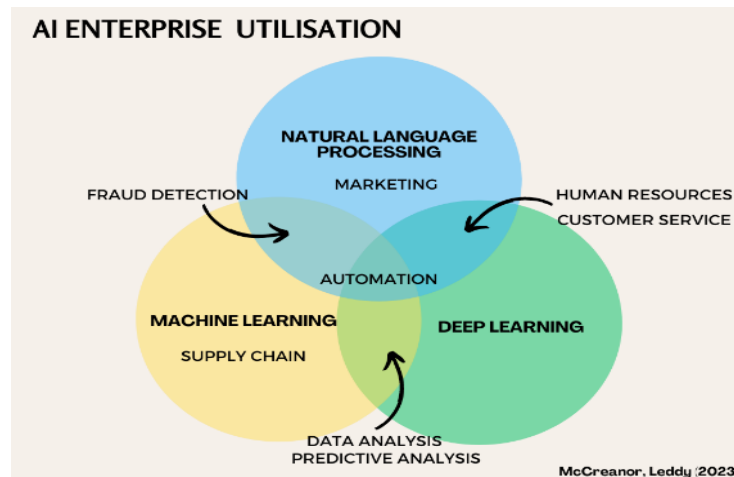 AI ENTERPRISE UTILISATION
NATURAL LANGUAGE
PROCESSING
MARKETING
FRAUD DETECTION
HUMAN RESOURCES
CUSTOMER SERVICE
AUTOMATION
MACHINE LEARNING
DEEP LEARNING
SUPPLY CHAIN
DATA ANALYSIS
PREDICTIVE ANALYSIS
McCreanor, Leddy (2023